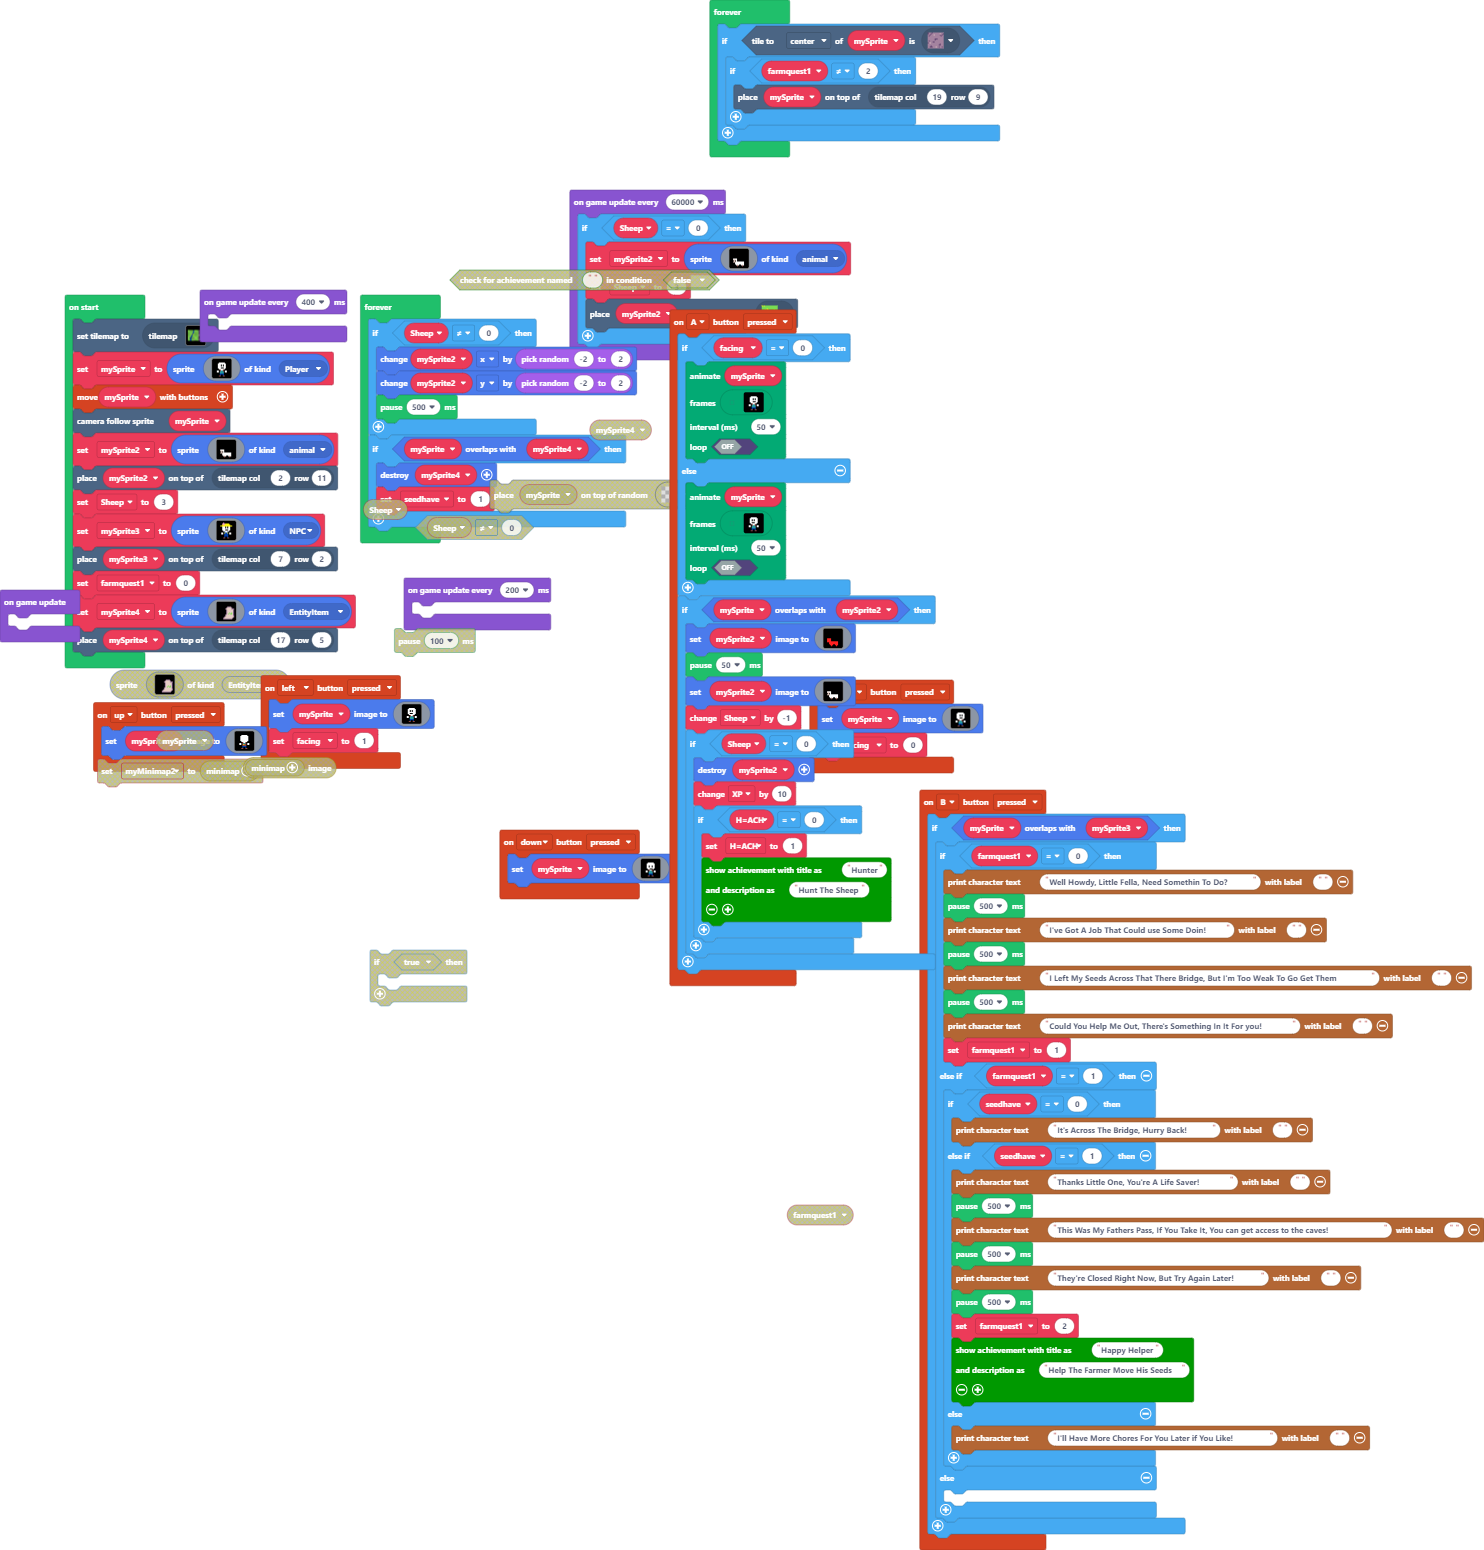 forever
if tile to center of mySprite is then
if farmquest1 ≠ 2 then
place mySprite on top of tilemap col 19 row 9
on game update every 60000 ms
if Sheep = 0 then
set mySprite2 to sprite of kind animal
check for achievement named " " in condition false
place mySprite2
on start
set tilemap to tilemap
set mySprite to sprite of kind Player
move mySprite with buttons
camera follow sprite mySprite
set mySprite2 to sprite of kind animal
place mySprite2 on top of tilemap col 2 row 11
set Sheep to 3
set mySprite3 to sprite of kind NPC
place mySprite3 on top of tilemap col 7 row 2
set farmquest1 to 0
set mySprite4 to sprite of kind EntityItem
place mySprite4 on top of tilemap col 17 row 5
on game update every 400 ms
on game update
forever
if Sheep ≠ 0 then
change mySprite2 x by pick random -2 to 2
change mySprite2 y by pick random -2 to 2
pause 500 ms
if mySprite overlaps with mySprite4 then
destroy mySprite4
set seedhave to 1
mySprite4
place mySprite on top of random
Sheep
Sheep ≠ 0
on game update every 200 ms
pause 100 ms
sprite of kind EntityIte
on up button pressed
set mySpr to
mySprite
set myMinimap2 to minimap
minimap image
on left button pressed
set mySprite image to
set facing to 1
on down button pressed
set mySprite image to
if true then
on A button pressed
if facing = 0 then
animate mySprite
frames
interval (ms) 50
loop OFF
else
animate mySprite
frames
interval (ms) 50
loop OFF
if mySprite overlaps with mySprite2 then
set mySprite2 image to
pause 50 ms
set mySprite2 image to
change Sheep by -1
if Sheep = 0 then
destroy mySprite2
change XP by 10
if H=ACH = 0 then
set H=ACH to 1
show achievement with title as "Hunter"
and description as "Hunt The Sheep"
button pressed
set mySprite image to
cing to 0
on B button pressed
if mySprite overlaps with mySprite3 then
if farmquest1 = 0 then
print character text "Well Howdy, Little Fella, Need Somethin To Do?" with label " "
pause 500 ms
print character text "I've Got A Job That Could use Some Doin!" with label " "
pause 500 ms
print character text "I Left My Seeds Across That There Bridge, But I'm Too Weak To Go Get Them" with label " "
pause 500 ms
print character text "Could You Help Me Out, There's Something In It For you!" with label " "
set farmquest1 to 1
else if farmquest1 = 1 then
if seedhave = 0 then
print character text "It's Across The Bridge, Hurry Back!" with label " "
else if seedhave = 1 then
print character text "Thanks Little One, You're A Life Saver!" with label " "
pause 500 ms
print character text "This Was My Fathers Pass, If You Take It, You can get access to the caves!" with label " "
pause 500 ms
print character text "They're Closed Right Now, But Try Again Later!" with label " "
pause 500 ms
set farmquest1 to 2
show achievement with title as "Happy Helper"
and description as "Help The Farmer Move His Seeds"
else
print character text "I'll Have More Chores For You Later if You Like!" with label " "
else
farmquest1